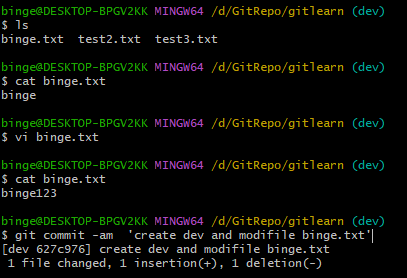 binge@DESKTOP-BPGV2KK MINGW64 /d/GitRepo/gitlearn (dev)
$ ls
binge.txt  test2.txt  test3.txt
binge@DESKTOP-BPGV2KK MINGW64 /d/GitRepo/gitlearn (dev)
$ cat binge.txt
binge
binge@DESKTOP-BPGV2KK MINGW64 /d/GitRepo/gitlearn (dev)
$ vi binge.txt
binge@DESKTOP-BPGV2KK MINGW64 /d/GitRepo/gitlearn (dev)
$ cat binge.txt
binge123
binge@DESKTOP-BPGV2KK MINGW64 /d/GitRepo/gitlearn (dev)
$ git commit -am  'create dev and modifile binge.txt'
[dev 627c976] create dev and modifile binge.txt
 1 file changed, 1 insertion(+), 1 deletion(-)